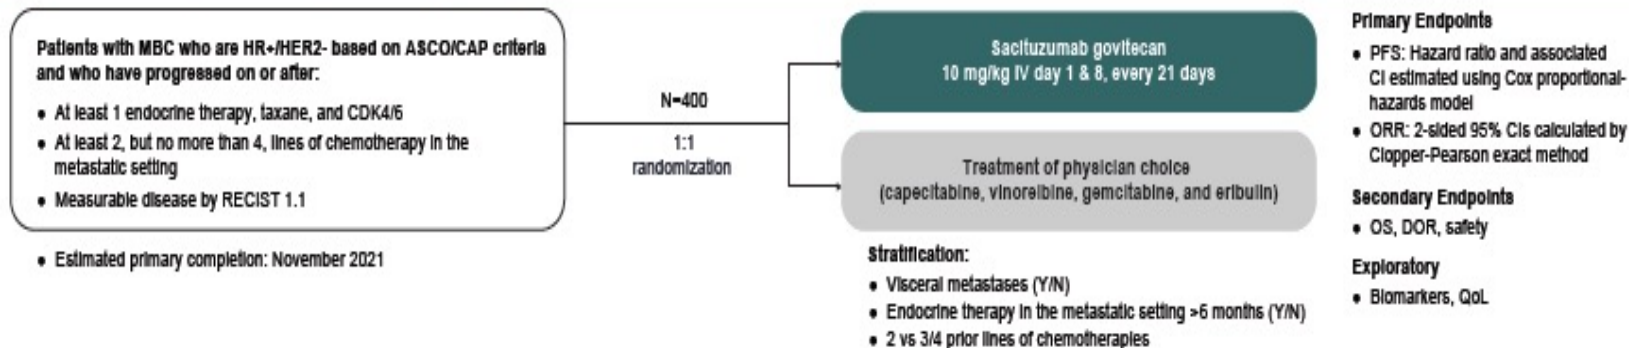 Patients with MBC who are HR+/HER2- based on ASCO/CAP criteria
and who have progressed on or after:
• At least 1 endocrine therapy, taxane, and CDK4/6
• At least 2, but no more than 4, lines of chemotherapy in the
metastatic setting
• Measurable disease by RECIST 1.1
• Estimated primary completion: November 2021
N=400
1:1
randomization
Sacituzumab govitecan
10 mg/kg IV day 1 & 8, every 21 days
Treatment of physician choice
(capecitabine, vinorelbine, gemcitabine, and eribulin)
Stratification:
• Visceral metastases (Y/N)
• Endocrine therapy in the metastatic setting >6 months (Y/N)
• 2 vs 3/4 prior lines of chemotherapies
Primary Endpoints
• PFS: Hazard ratio and associated
CI estimated using Cox proportional-
hazards model
• ORR: 2-sided 95% CIs calculated by
Clopper-Pearson exact method
Secondary Endpoints
• OS, DOR, safety
Exploratory
• Biomarkers, QoL